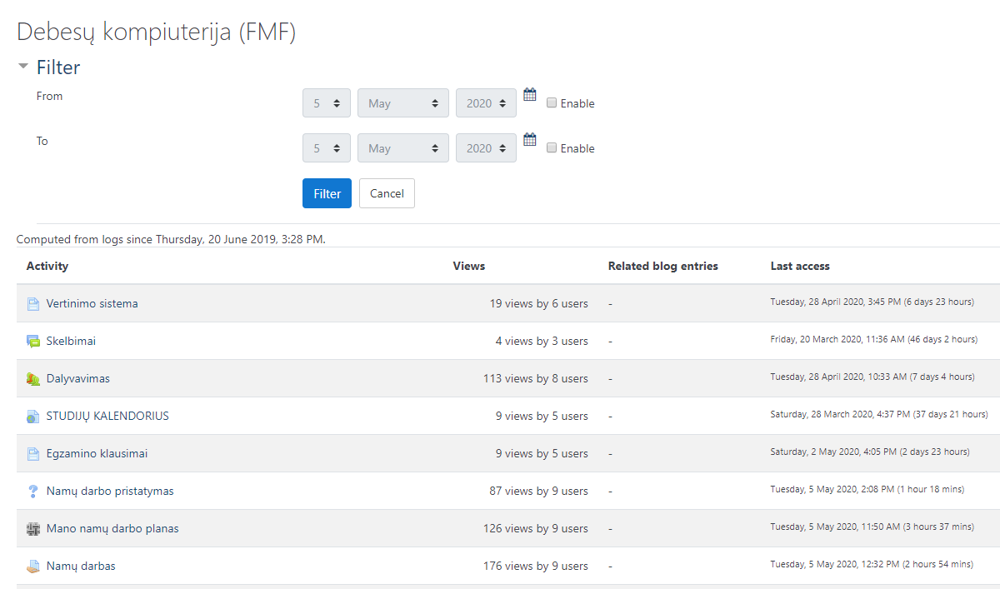 Debesų kompiuterija (FMF)
Filter
From 5 May 2020 Enable
To 5 May 2020 Enable
Filter Cancel
Computed from logs since Thursday, 20 June 2019, 3:28 PM.
Activity Views Related blog entries Last access
Vertinimo sistema 19 views by 6 users - Tuesday, 28 April 2020, 3:45 PM (6 days 23 hours)
Skelbimai 4 views by 3 users - Friday, 20 March 2020, 11:36 AM (46 days 2 hours)
Dalyvavimas 113 views by 8 users - Tuesday, 28 April 2020, 10:33 AM (7 days 4 hours)
STUDIJŲ KALENDORIUS 9 views by 5 users - Saturday, 28 March 2020, 4:37 PM (37 days 21 hours)
Egzamino klausimai 9 views by 5 users - Saturday, 2 May 2020, 4:05 PM (2 days 23 hours)
Namų darbo pristatymas 87 views by 9 users - Tuesday, 5 May 2020, 2:08 PM (1 hour 18 mins)
Mano namų darbo planas 126 views by 9 users - Tuesday, 5 May 2020, 11:50 AM (3 hours 37 mins)
Namų darbas 176 views by 9 users - Tuesday, 5 May 2020, 12:32 PM (2 hours 54 mins)